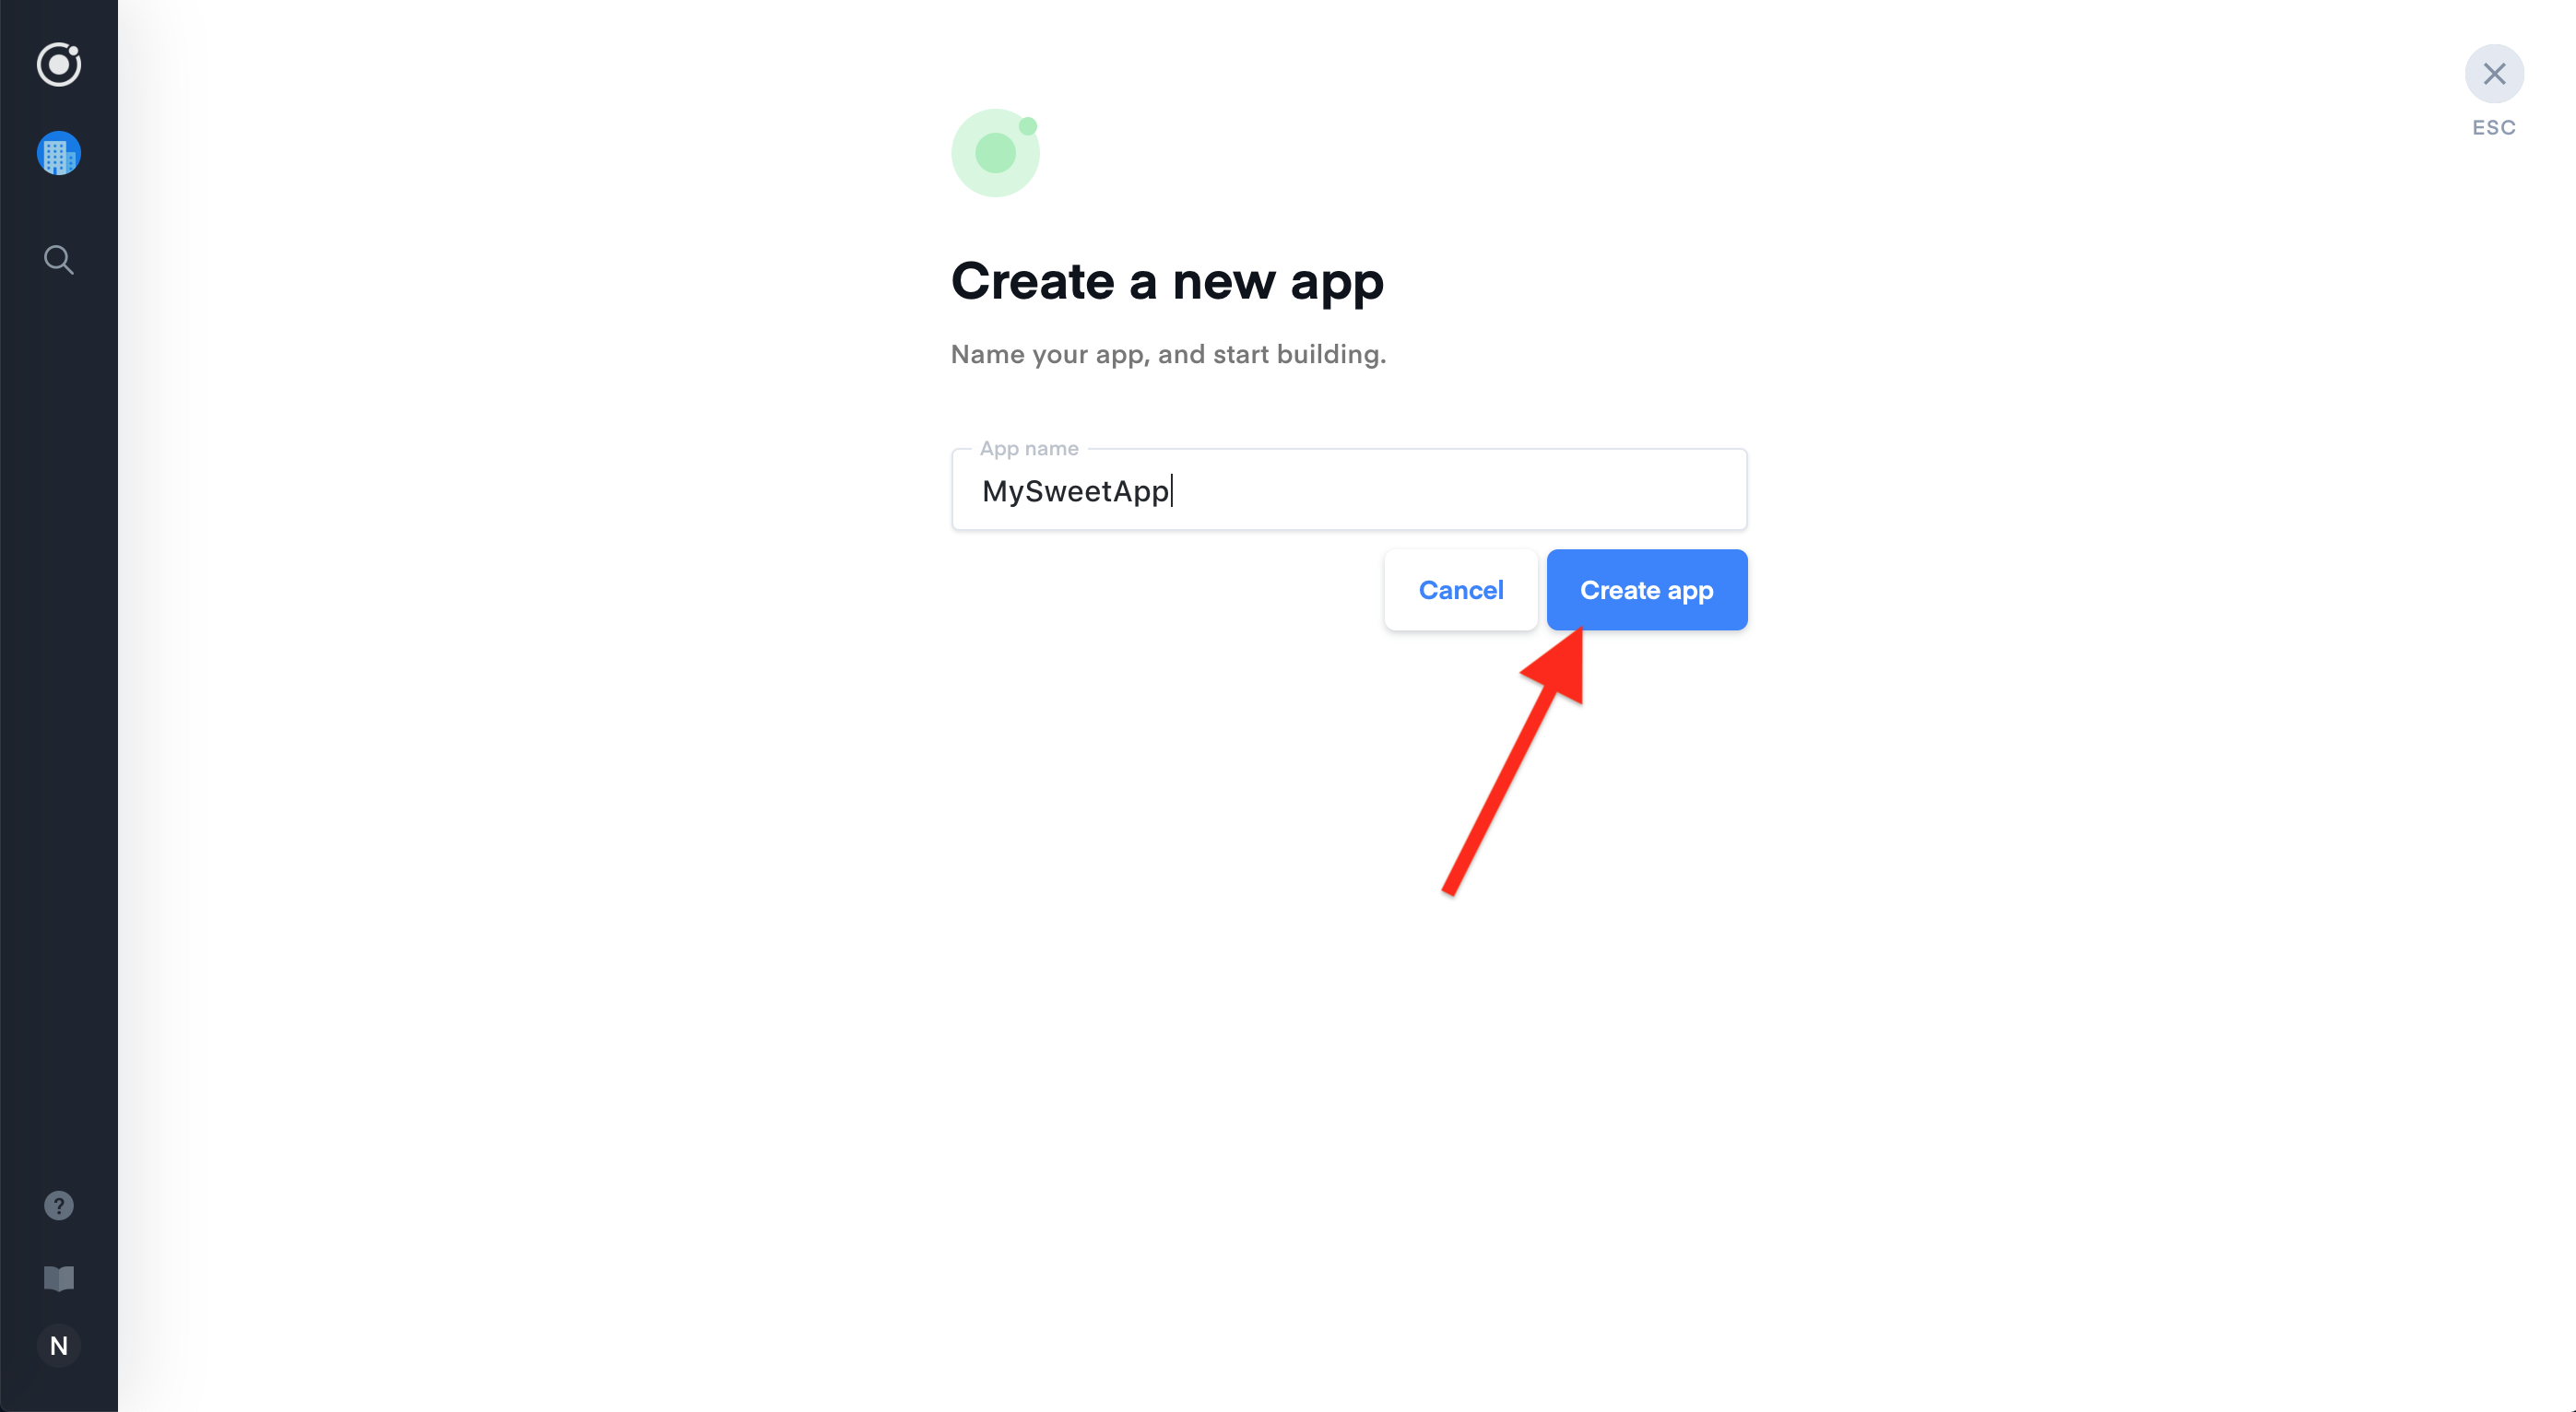 ESC
Create a new app
Name your app, and start building.
App name
MySweetApp
Cancel
Create app
?
N